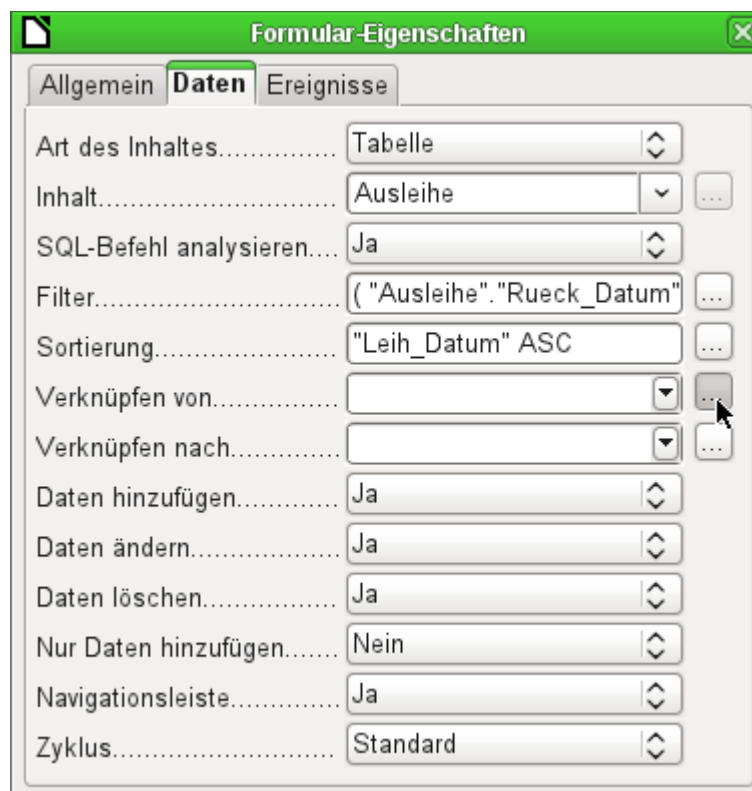 Formular-Eigenschaften
Allgemein Daten Ereignisse
Art des Inhaltes............... Tabelle
Inhalt............................ Ausleihe ...
SQL-Befehl analysieren.... Ja
Filter............................. ( "Ausleihe"."Rueck_Datum" ...
Sortierung...................... "Leih_Datum" ASC ...
Verknüpfen von............... ...
Verknüpfen nach............. ...
Daten hinzufügen............ Ja
Daten ändern.................. Ja
Daten löschen................. Ja
Nur Daten hinzufügen....... Nein
Navigationsleiste.............. Ja
Zyklus............................ Standard